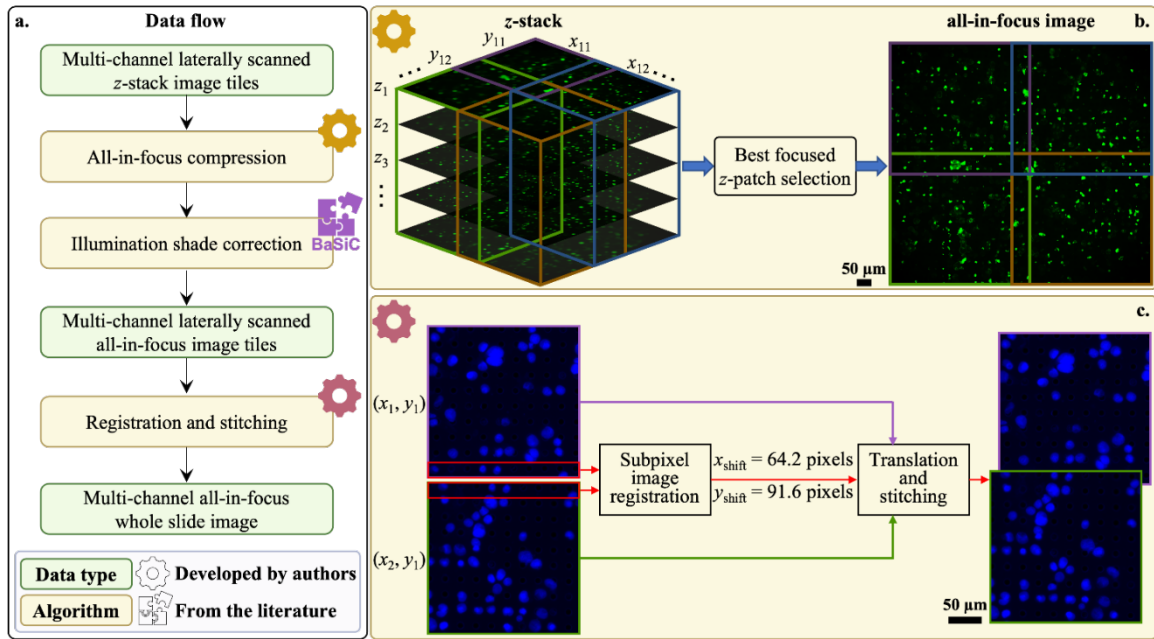 a.
Data flow
Multi-channel laterally scanned
z-stack image tiles
All-in-focus compression
BaSiC
Illumination shade correction
Multi-channel laterally scanned
all-in-focus image tiles
Registration and stitching
Multi-channel all-in-focus
whole slide image
Data type
Developed by authors
Algorithm
From the literature
z-stack
all-in-focus image
b.
y11
x11
y12
x12
z1
z2
z3
Best focused
z-patch selection
50 μm
c.
(x1, y1)
Subpixel
image
registration
xshift = 64.2 pixels
yshift = 91.6 pixels
Translation
and
stitching
(x2, y1)
50 μm